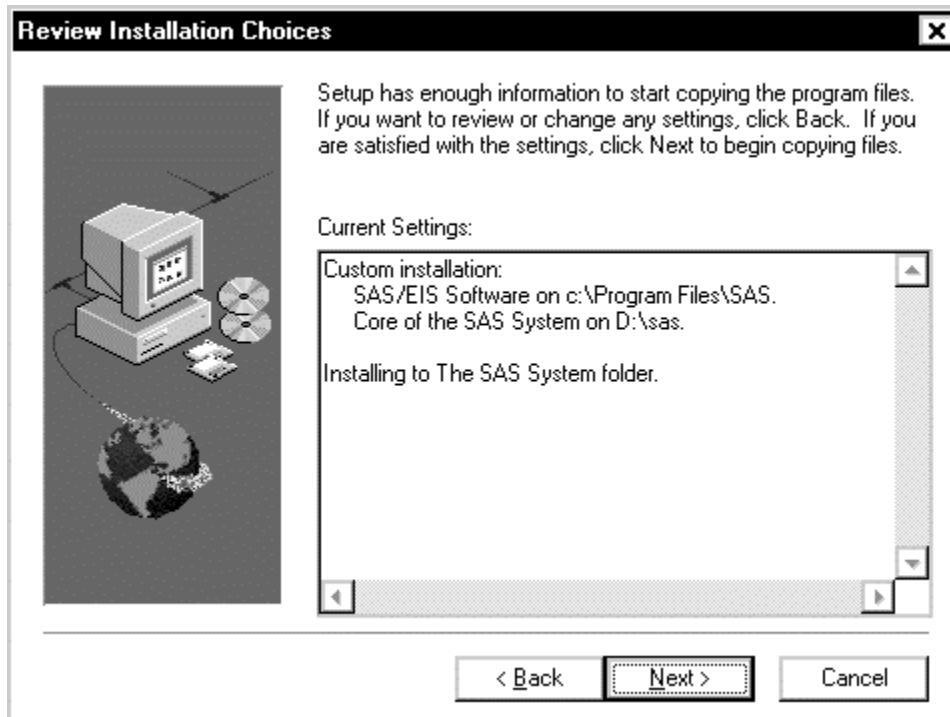 Review Installation Choices
Setup has enough information to start copying the program files.
If you want to review or change any settings, click Back. If you
are satisfied with the settings, click Next to begin copying files.
Current Settings:
Custom installation:
SAS/EIS Software on c:\Program Files\SAS.
Core of the SAS System on D:\sas.
Installing to The SAS System folder.
< Back
Next >
Cancel